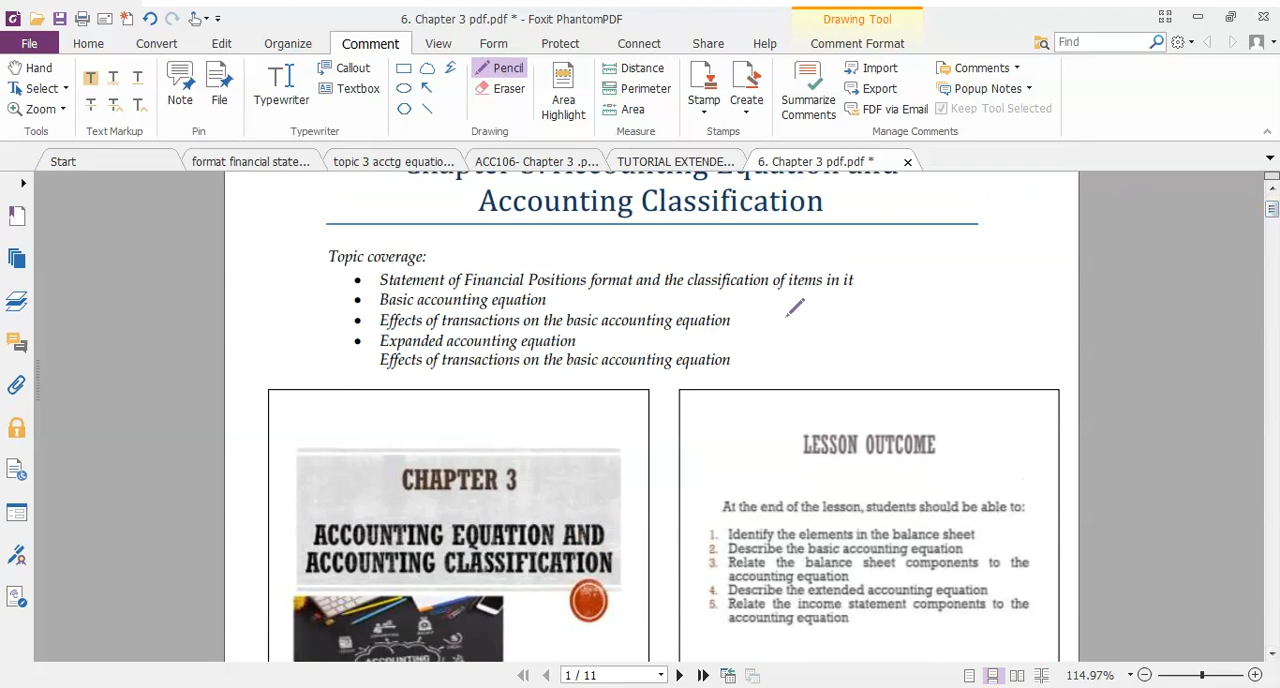 6. Chapter 3 pdf.pdf * - Foxit PhantomPDF
Drawing Tool
File Home Convert Edit Organize Comment View Form Protect Connect Share Help Comment Format
Find
Hand
Select
Zoom
Tools
Text Markup
Note
File
Pin
Typewriter
Callout
Textbox
Typewriter
Pencil
Eraser
Drawing
Area Highlight
Distance
Perimeter
Area
Measure
Stamp
Create
Stamps
Summarize Comments
Import
Export
FDF via Email
Comments
Popup Notes
Keep Tool Selected
Manage Comments
Start
format financial state...
topic 3 acctg equatio...
ACC106- Chapter 3 .p...
TUTORIAL EXTENDE...
6. Chapter 3 pdf.pdf *
Chapter 3: Accounting Equation and
Accounting Classification
Topic coverage:
• Statement of Financial Positions format and the classification of items in it
• Basic accounting equation
• Effects of transactions on the basic accounting equation
• Expanded accounting equation
Effects of transactions on the basic accounting equation
CHAPTER 3
ACCOUNTING EQUATION AND
ACCOUNTING CLASSIFICATION
LESSON OUTCOME
At the end of the lesson, students should be able to:
1. Identify the elements in the balance sheet
2. Describe the basic accounting equation
3. Relate the balance sheet components to the
accounting equation
4. Describe the extended accounting equation
5. Relate the income statement components to the
accounting equation
1 / 11
114.97%